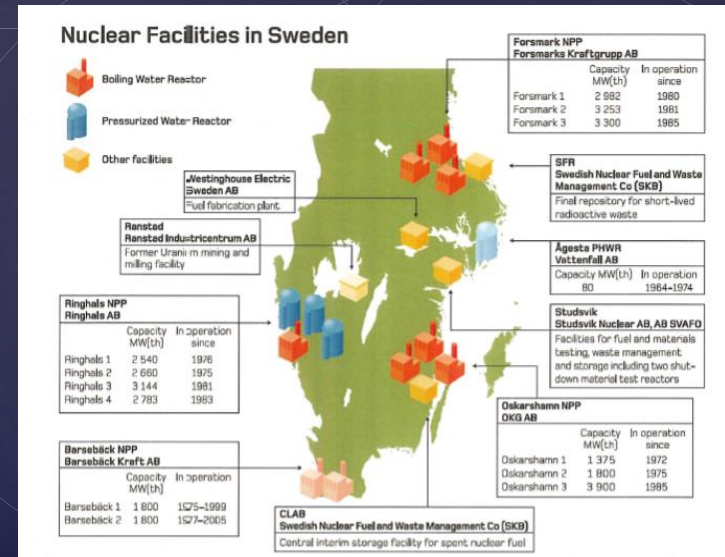 Nuclear Facilities in Sweden
Boiling Water Reactor
Pressurized Water Reactor
Other facilities
Forsmark NPP
Forsmarks Kraftgrupp AB
Capacity In operation
MW(th) since
Forsmark 1 2 982 1980
Forsmark 2 3 253 1981
Forsmark 3 3 300 1985
SFR
Swedish Nuclear Fuel and Waste
Management Co (SKB)
Final repository for short-lived
radioactive waste
Westinghouse Electric
Sweden AB
Fuel fabrication plant
Ranstad
Ranstad Industricentrum AB
Former Uranium mining and
milling facility
Ågesta PHWR
Vattenfall AB
Capacity MW(th) In operation
80 1964–1974
Studsvik
Studsvik Nuclear AB, AB SVAFO
Facilities for fuel and materials
testing, waste management
and storage including two shut-
down material test reactors
Ringhals NPP
Ringhals AB
Capacity In operation
MW(th) since
Ringhals 1 2 540 1976
Ringhals 2 2 660 1975
Ringhals 3 3 144 1981
Ringhals 4 2 783 1983
Oskarshamn NPP
OKG AB
Capacity In operation
MW(th) since
Oskarshamn 1 1 375 1972
Oskarshamn 2 1 800 1975
Oskarshamn 3 3 900 1985
Barsebäck NPP
Barsebäck Kraft AB
Capacity In operation
MW(th)
Barsebäck 1 1 800 1975–1999
Barsebäck 2 1 800 1977–2005
CLAB
Swedish Nuclear Fuel and Waste Management Co (SKB)
Central interim storage facility for spent nuclear fuel